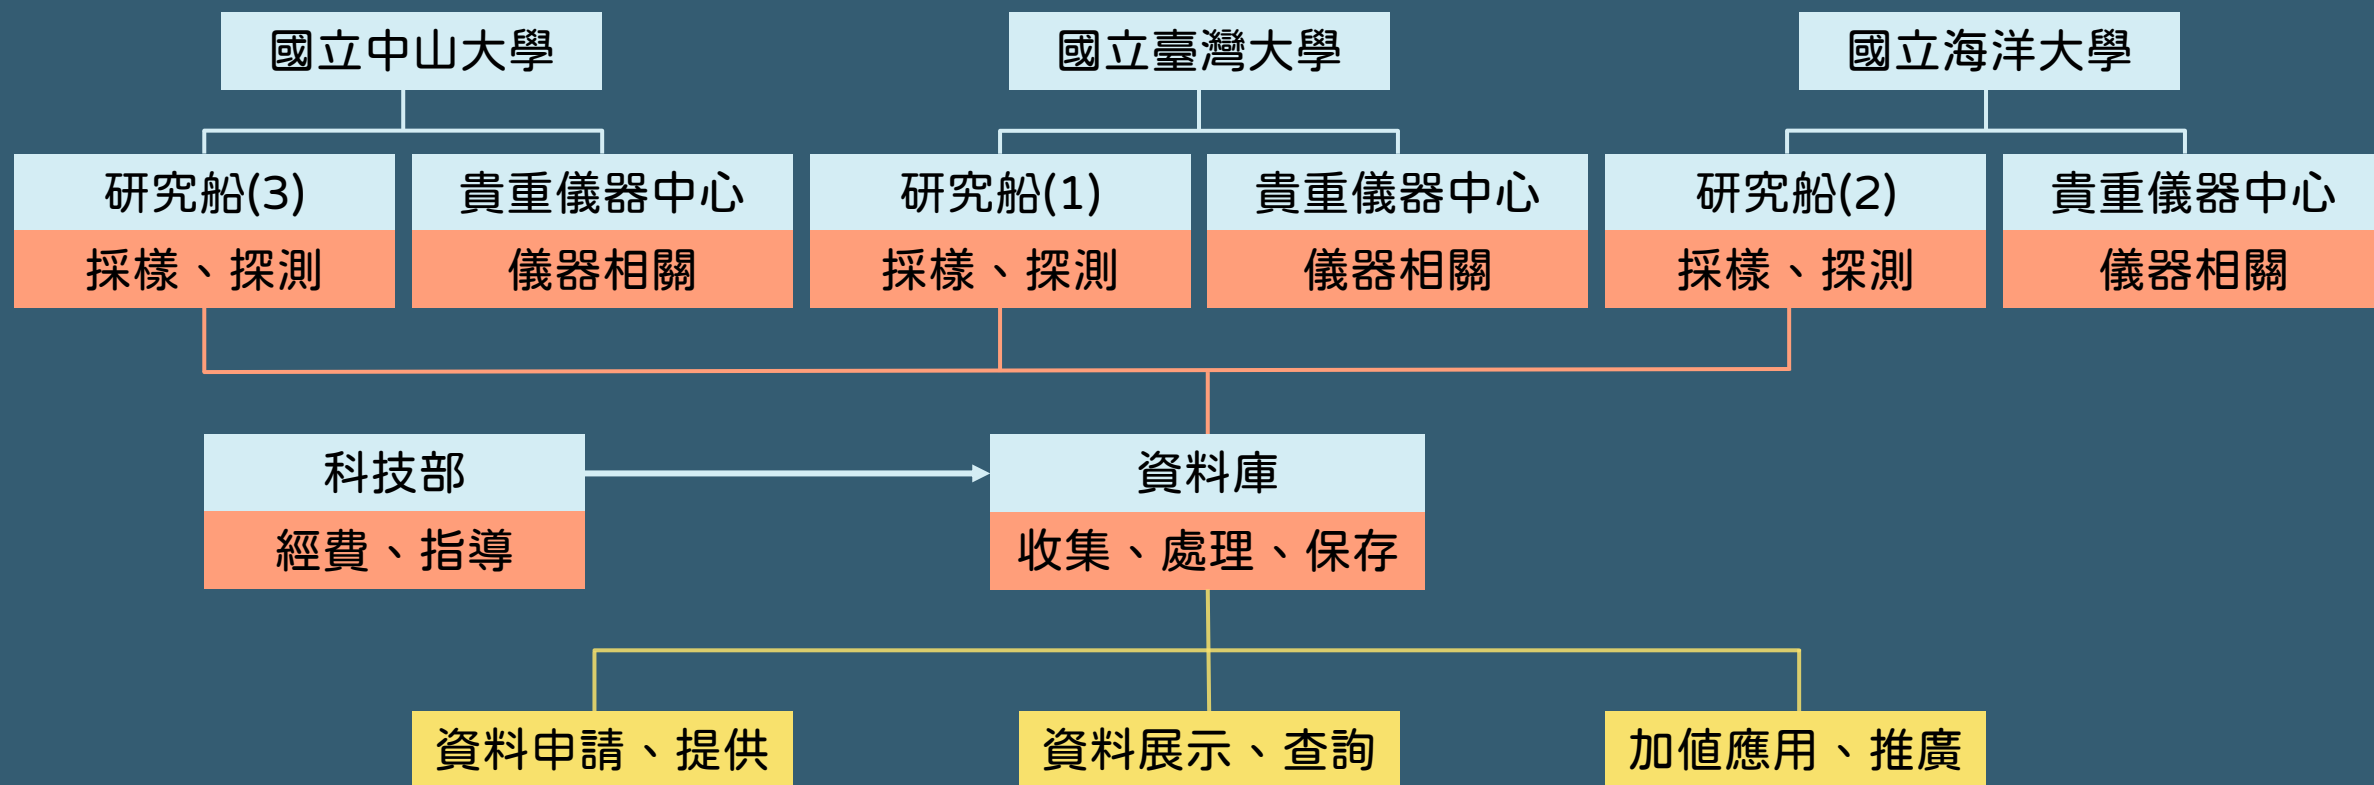 國立中山大學
國立臺灣大學
國立海洋大學
研究船(3)
貴重儀器中心
研究船(1)
貴重儀器中心
研究船(2)
貴重儀器中心
採樣、探測
儀器相關
採樣、探測
儀器相關
採樣、探測
儀器相關
科技部
資料庫
經費、指導
收集、處理、保存
資料申請、提供
資料展示、查詢
加值應用、推廣